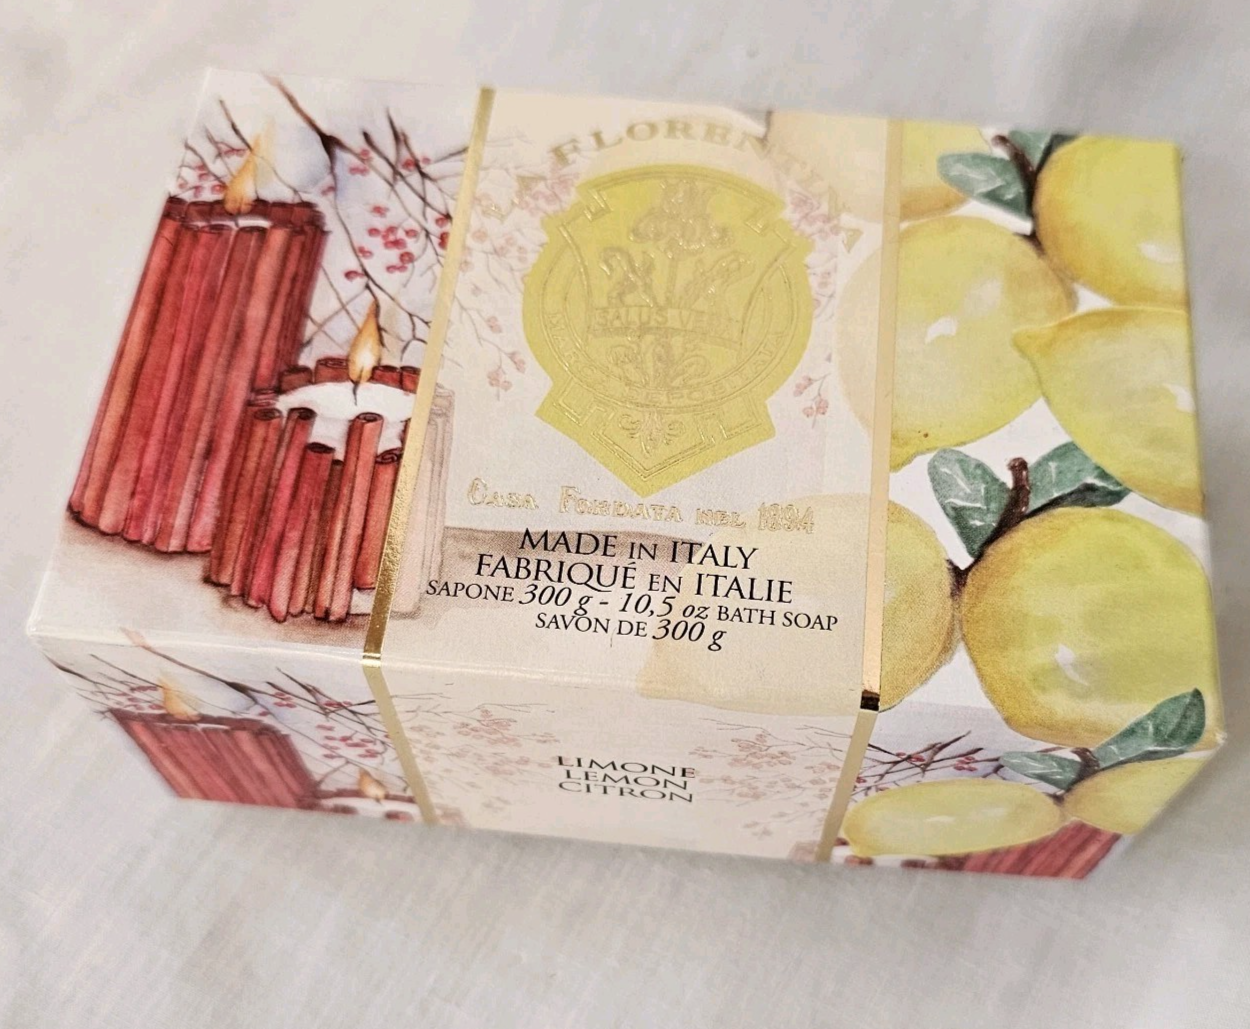 LA FLORENTINA
SALUS VERA
Casa Fondata nel 1894
MADE IN ITALY
FABRIQUÉ EN ITALIE
SAPONE 300 g - 10,5 oz BATH SOAP
SAVON DE 300 g
LIMONE
LEMON
CITRON